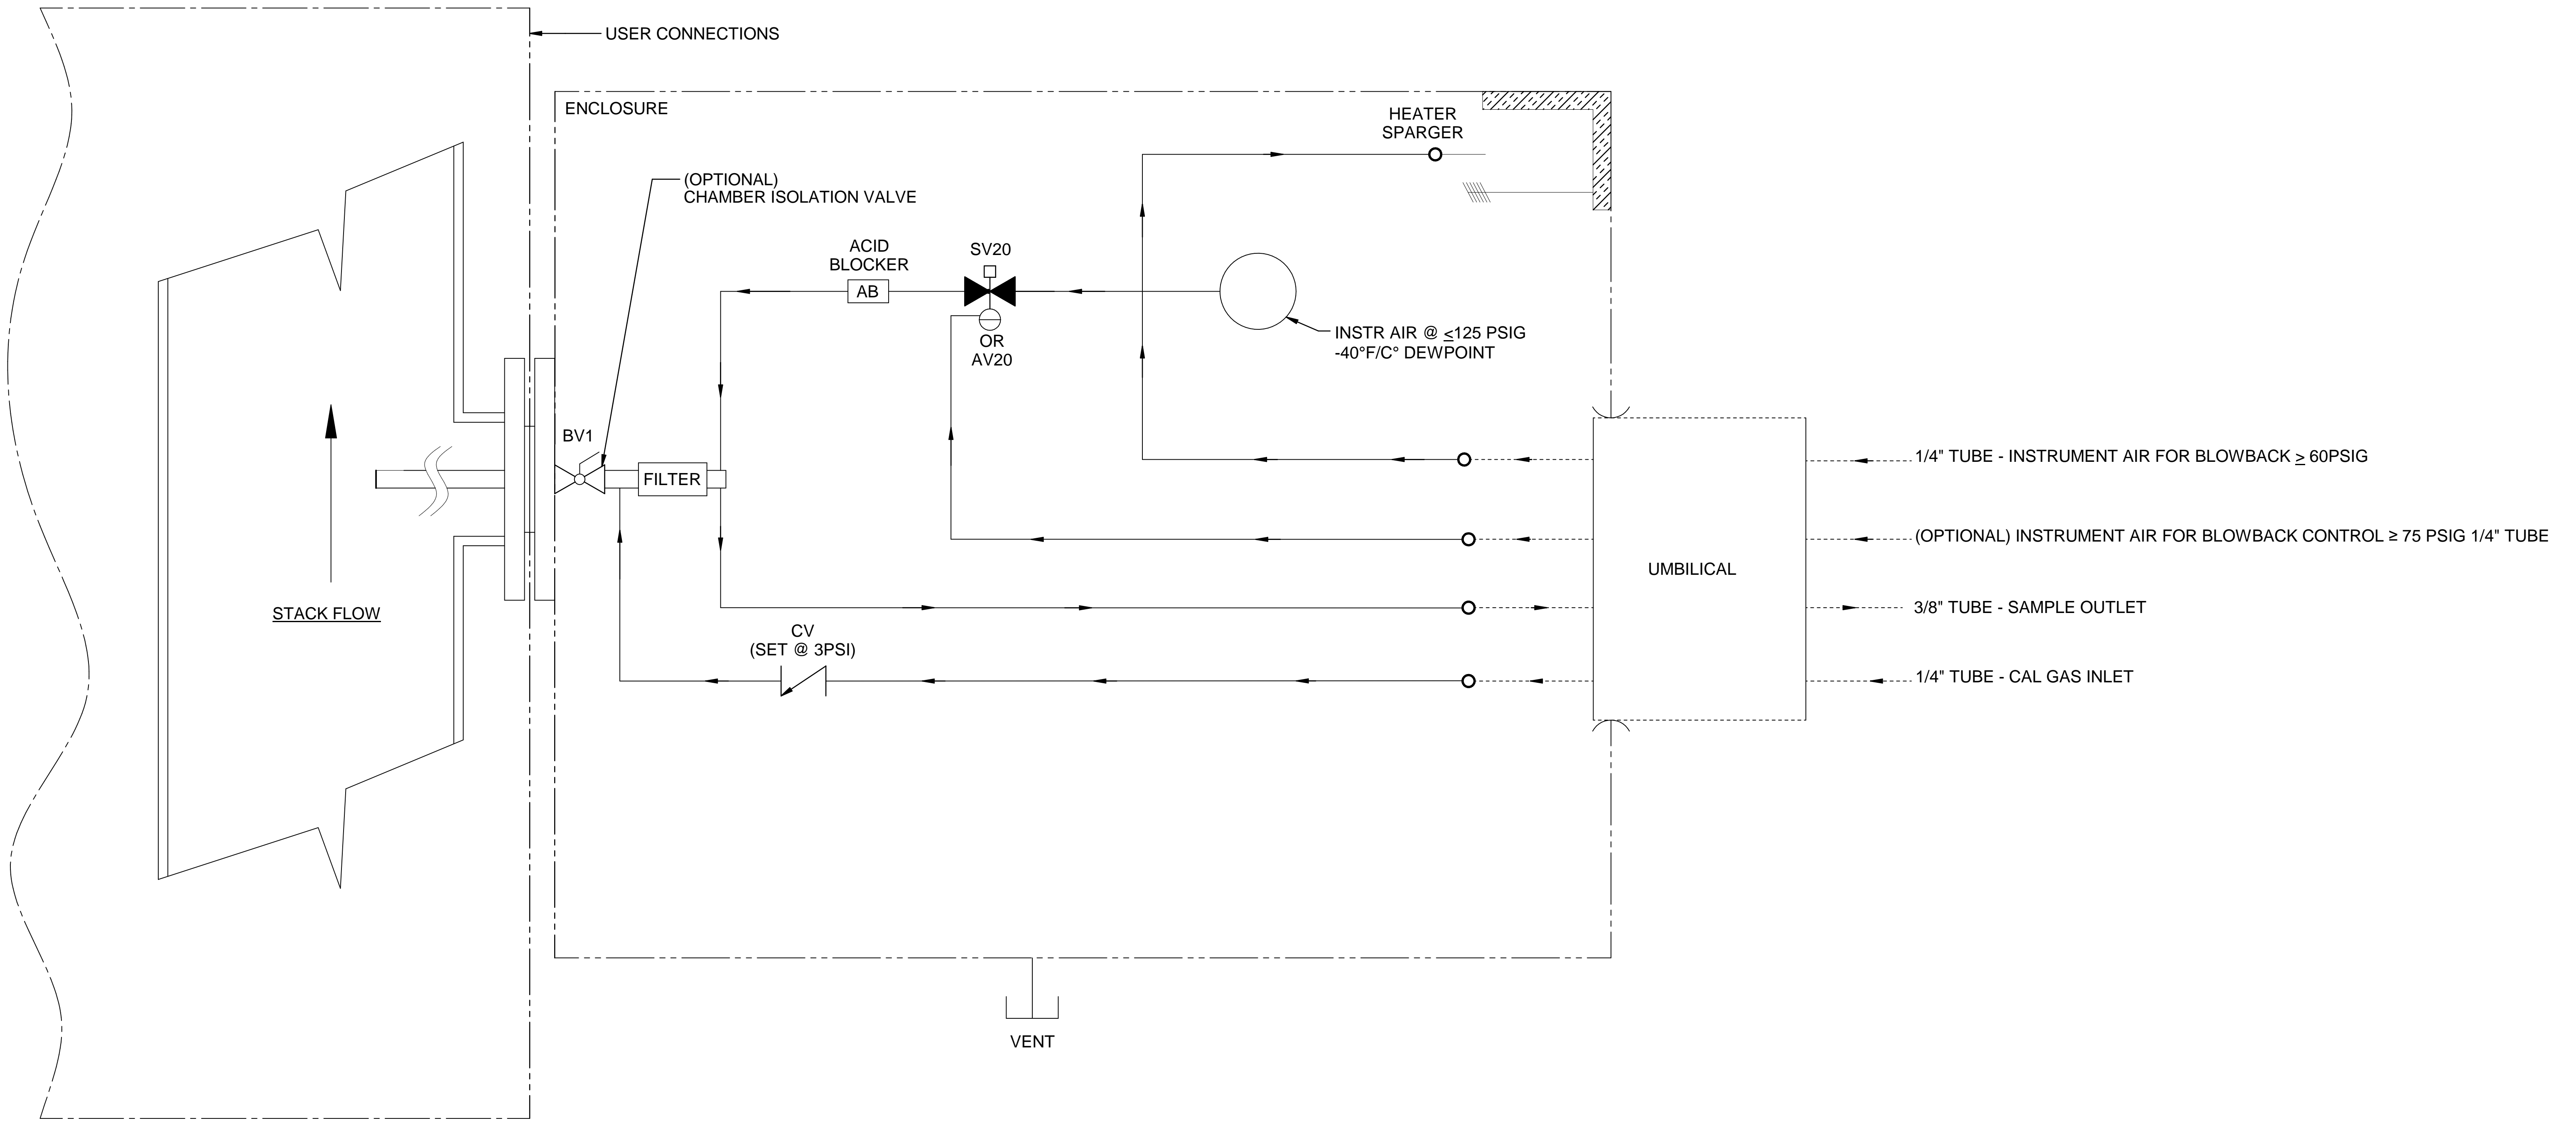 USER CONNECTIONS
ENCLOSURE
HEATER
SPARGER
(OPTIONAL)
CHAMBER ISOLATION VALVE
ACID
BLOCKER
AB
SV20
OR
AV20
INSTR AIR @ ≤125 PSIG
-40°F/C° DEWPOINT
BV1
FILTER
STACK FLOW
CV
(SET @ 3PSI)
UMBILICAL
1/4" TUBE - INSTRUMENT AIR FOR BLOWBACK ≥ 60PSIG
(OPTIONAL) INSTRUMENT AIR FOR BLOWBACK CONTROL ≥ 75 PSIG 1/4" TUBE
3/8" TUBE - SAMPLE OUTLET
1/4" TUBE - CAL GAS INLET
VENT